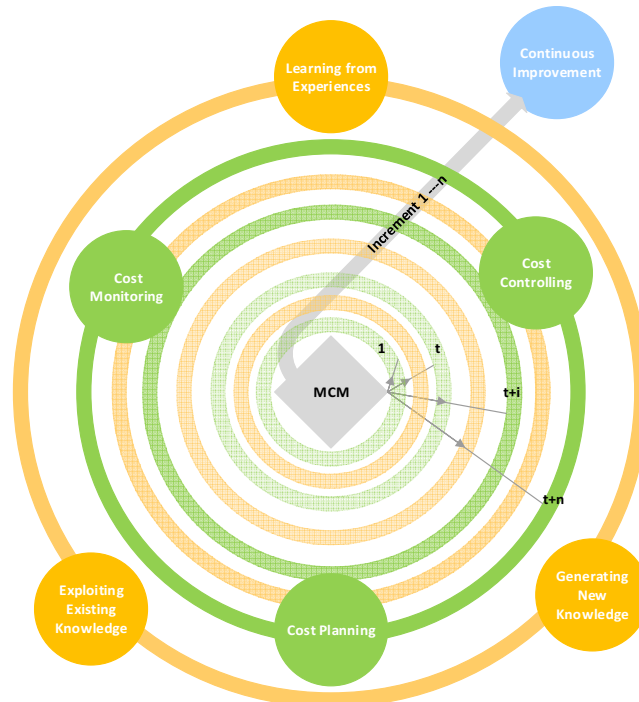 Learning from
Experiences
Continuous
Improvement
Increment 1 ---n
Cost
Monitoring
Cost
Controlling
1
t
MCM
t+i
t+n
Exploiting
Existing
Knowledge
Cost Planning
Generating
New
Knowledge